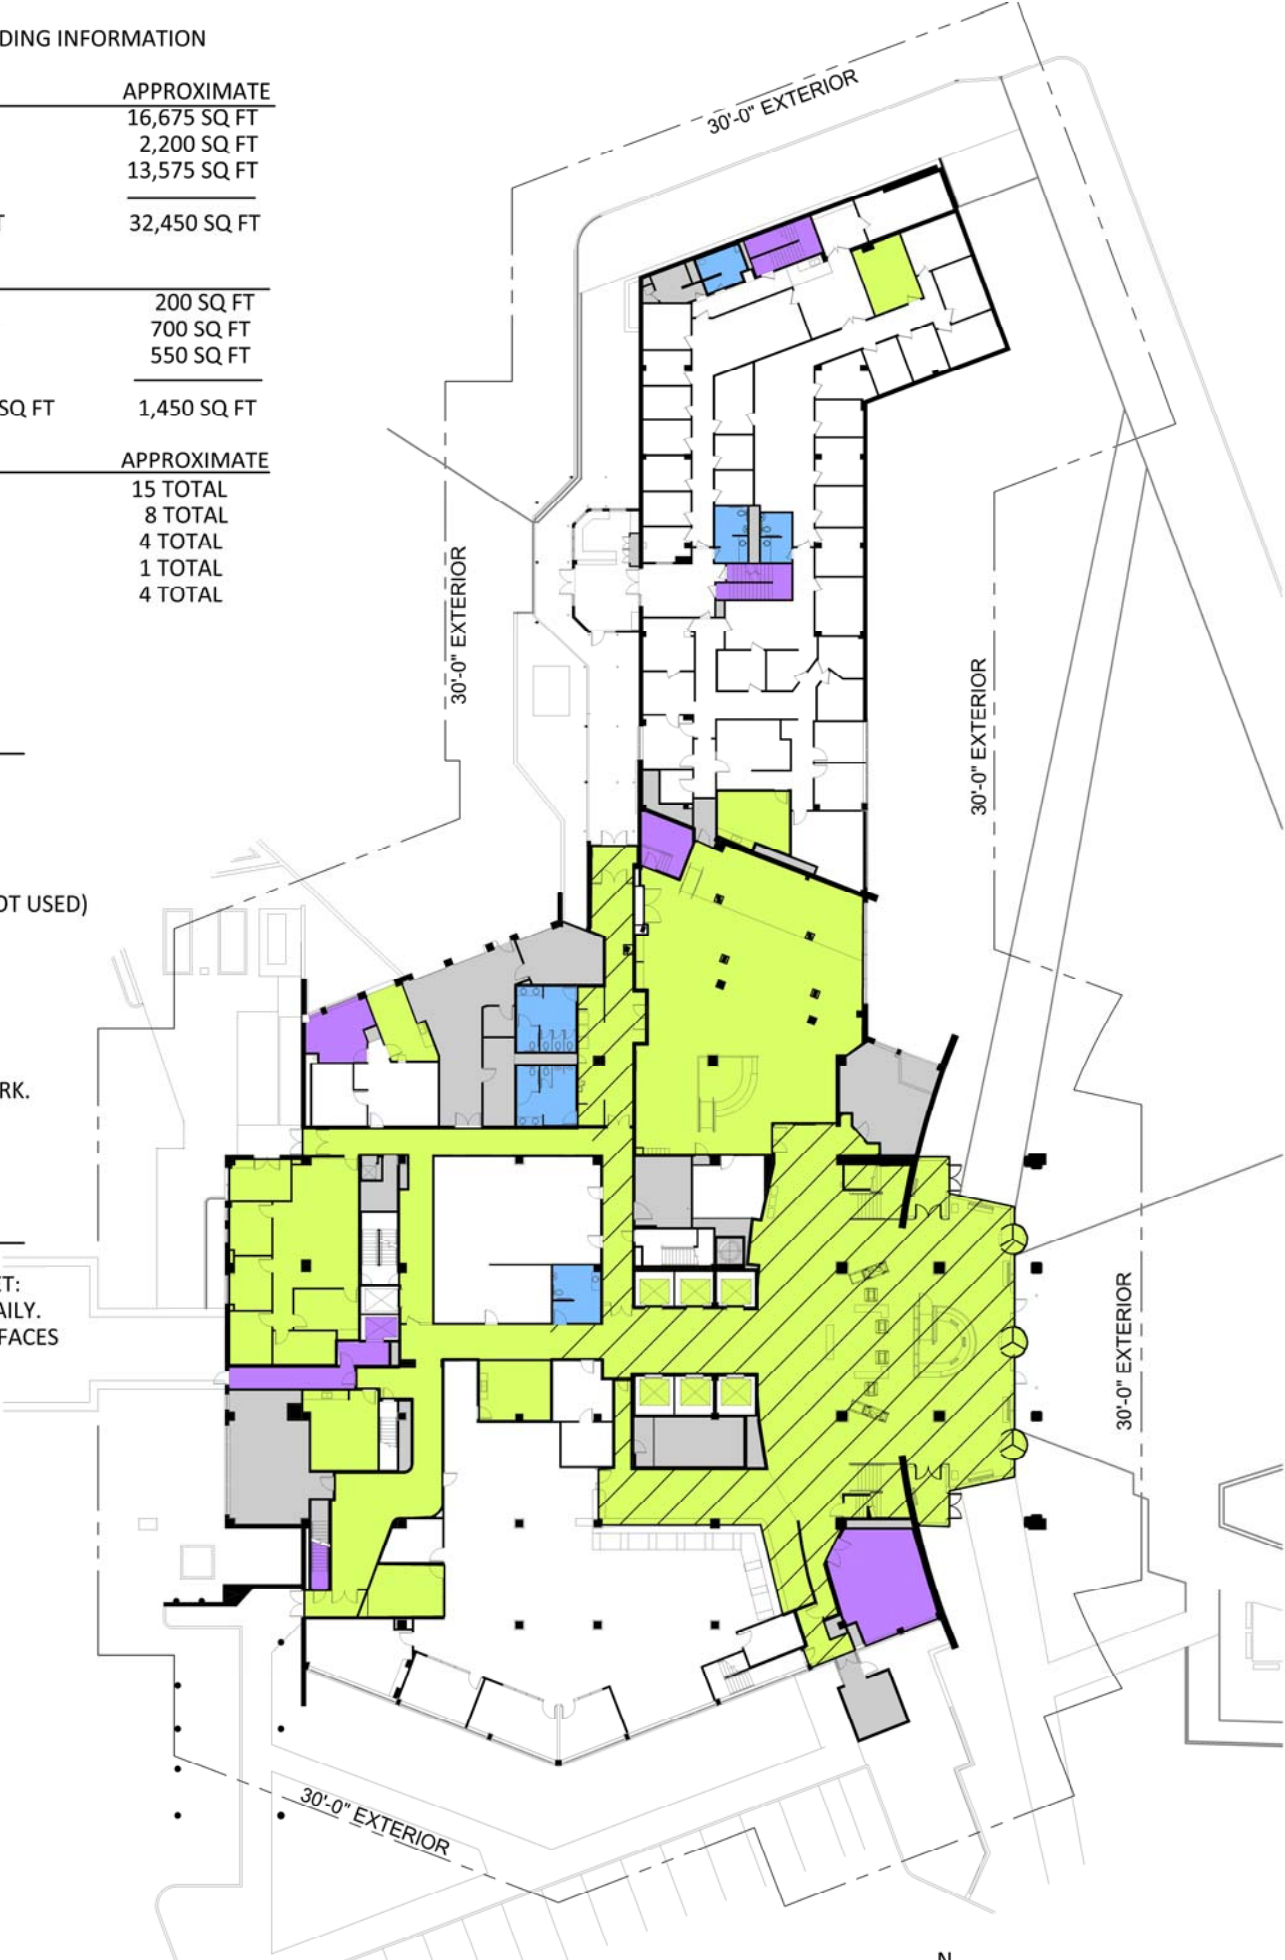 DING INFORMATION
APPROXIMATE
16,675 SQ FT
2,200 SQ FT
13,575 SQ FT
T 32,450 SQ FT
200 SQ FT
700 SQ FT
550 SQ FT
SQ FT 1,450 SQ FT
APPROXIMATE
15 TOTAL
8 TOTAL
4 TOTAL
1 TOTAL
4 TOTAL
OT USED)
RK.
ET:
AILY.
FACES
30'-0" EXTERIOR
30'-0" EXTERIOR
30'-0" EXTERIOR
30'-0" EXTERIOR
30'-0" EXTERIOR
N